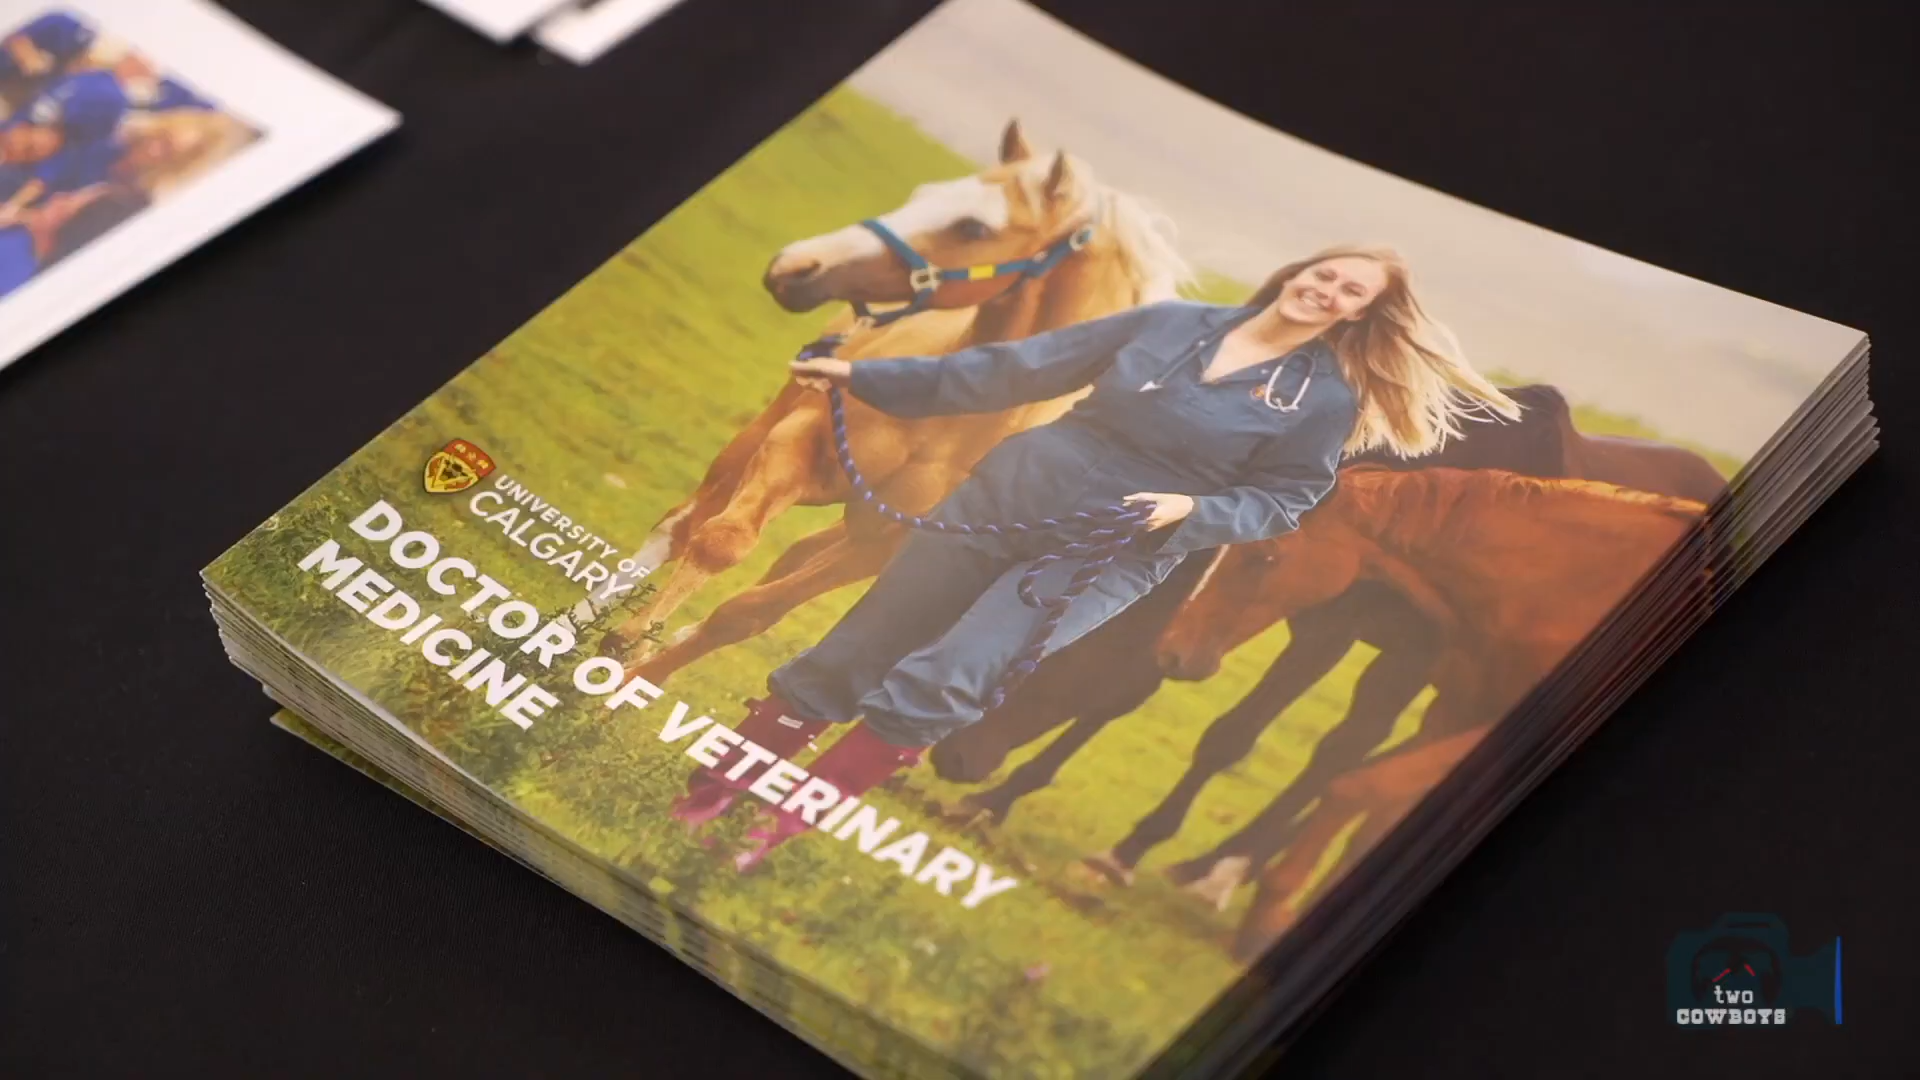 UNIVERSITY OF
CALGARY
DOCTOR OF VETERINARY
MEDICINE
two
COWBOYS